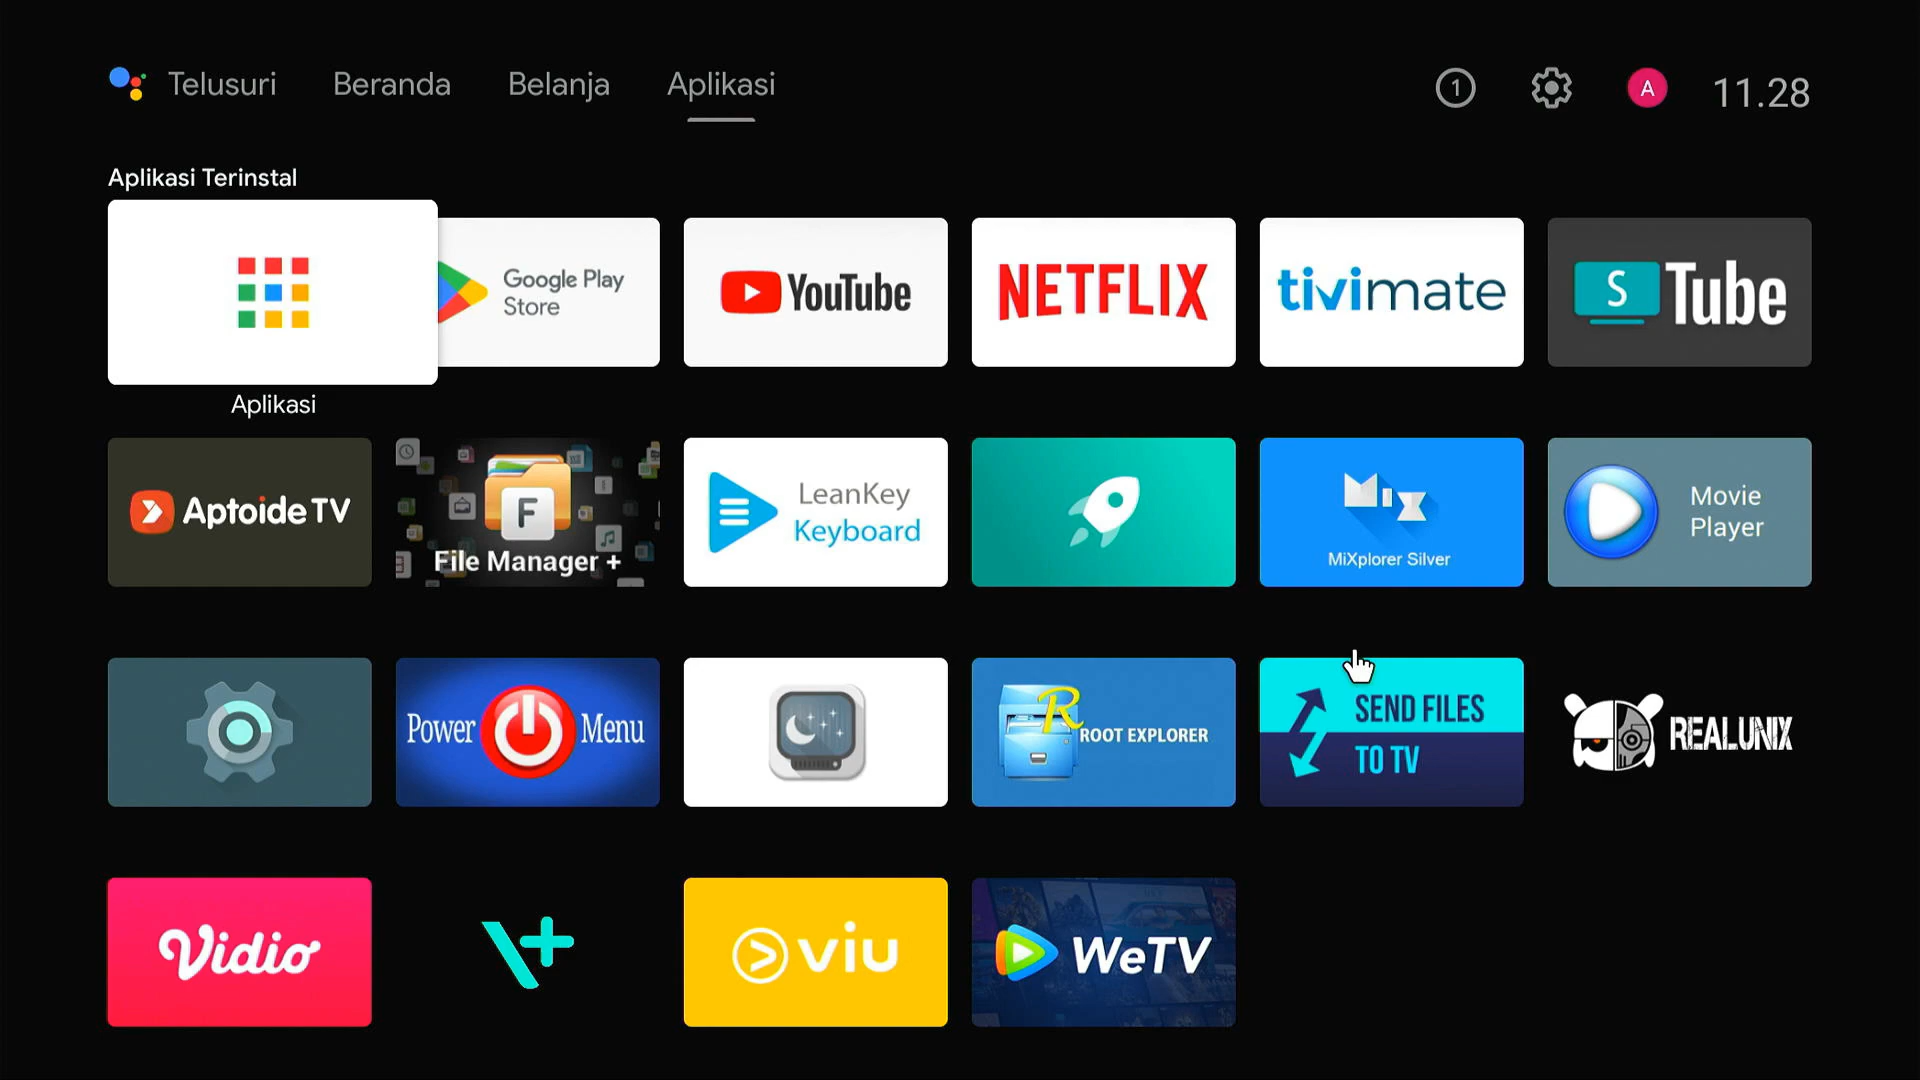 Telusuri Beranda Belanja Aplikasi 1 A 11.28
Aplikasi Terinstal
Google Play
Store
YouTube
NETFLIX
tivimate
S Tube
Aplikasi
Aptoide TV
F
File Manager +
LeanKey
Keyboard
MiX
MiXplorer Silver
Movie
Player
Power Menu
R
ROOT EXPLORER
SEND FILES
TO TV
REALUNIX
Vidio
V+
viu
WeTV